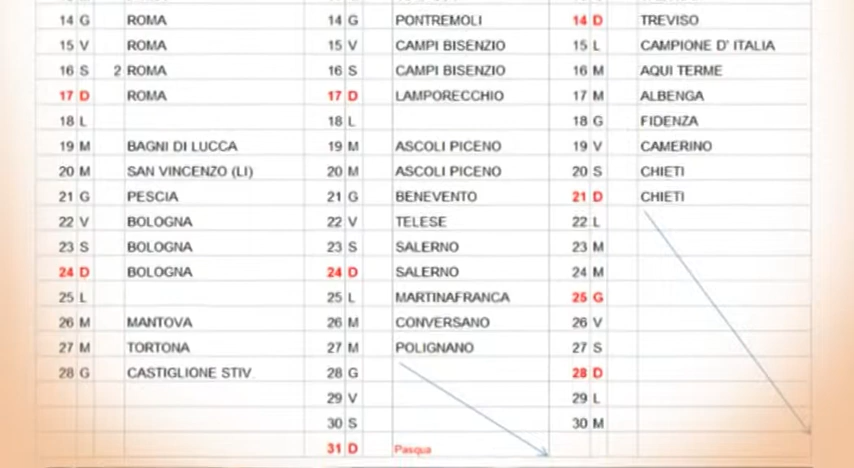 14 G ROMA 14 G PONTREMOLI 14 D TREVISO
15 V ROMA 15 V CAMPI BISENZIO 15 L CAMPIONE D' ITALIA
16 S 2 ROMA 16 S CAMPI BISENZIO 16 M AQUI TERME
17 D ROMA 17 D LAMPORECCHIO 17 M ALBENGA
18 L 18 L 18 G FIDENZA
19 M BAGNI DI LUCCA 19 M ASCOLI PICENO 19 V CAMERINO
20 M SAN VINCENZO (LI) 20 M ASCOLI PICENO 20 S CHIETI
21 G PESCIA 21 G BENEVENTO 21 D CHIETI
22 V BOLOGNA 22 V TELESE 22 L
23 S BOLOGNA 23 S SALERNO 23 M
24 D BOLOGNA 24 D SALERNO 24 M
25 L 25 L MARTINAFRANCA 25 G
26 M MANTOVA 26 M CONVERSANO 26 V
27 M TORTONA 27 M POLIGNANO 27 S
28 G CASTIGLIONE STIV 28 G 28 D
29 V 29 L
30 S 30 M
31 D Pasqua